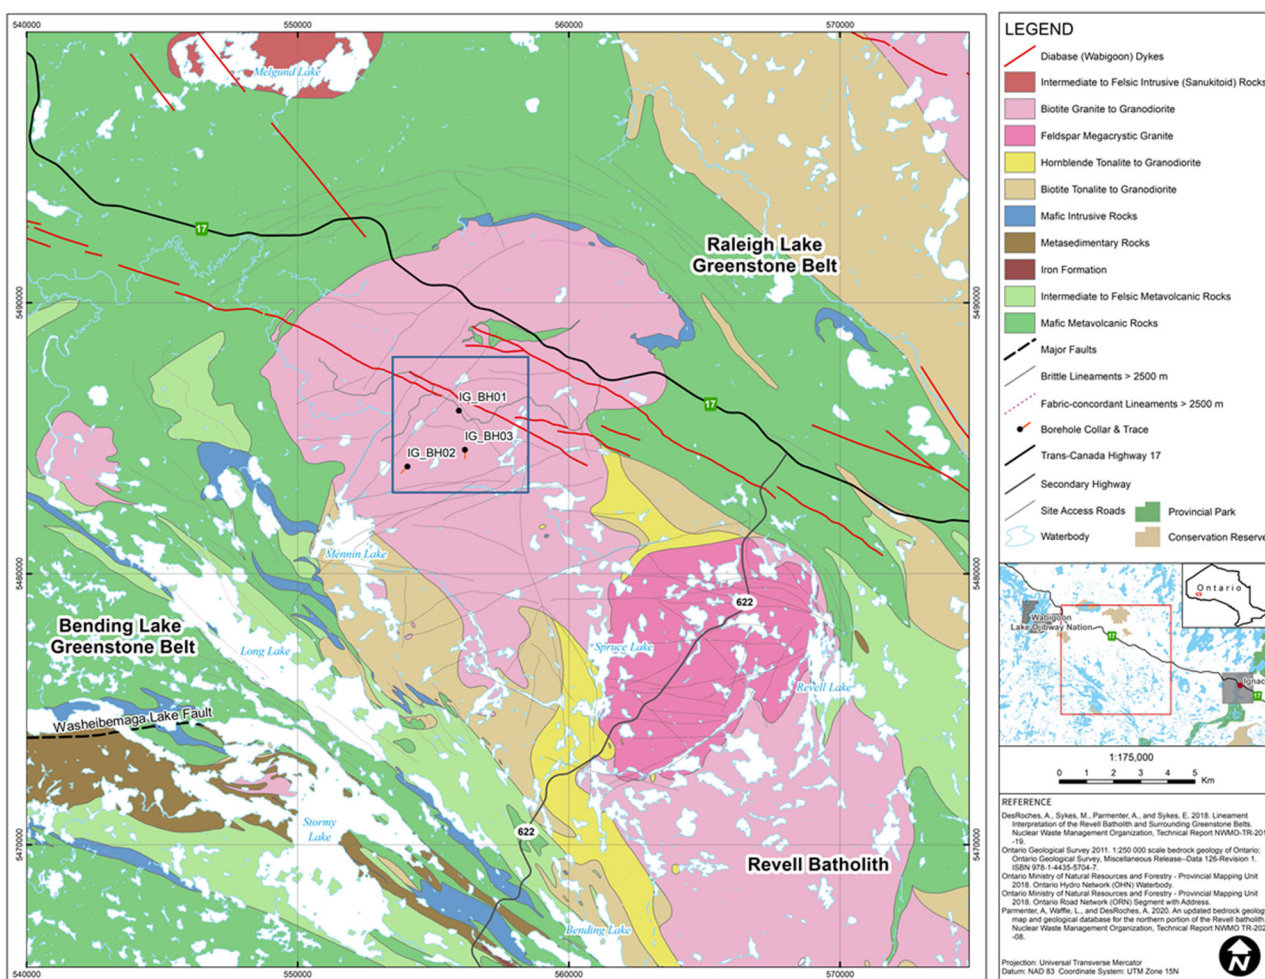 540000
550000
560000
570000
Melgund Lake
17
Raleigh Lake
Greenstone Belt
5490000
5490000
17
IG_BH01
IG_BH03
IG_BH02
Mennin Lake
5480000
5480000
622
Bending Lake
Greenstone Belt
Long Lake
Spruce Lake
Revell Lake
Washeibemaga Lake Fault
Stormy
Lake
622
Revell Batholith
5470000
5470000
Bending Lake
540000
550000
560000
570000
LEGEND
Diabase (Wabigoon) Dykes
Intermediate to Felsic Intrusive (Sanukitoid) Rocks
Biotite Granite to Granodiorite
Feldspar Megacrystic Granite
Hornblende Tonalite to Granodiorite
Biotite Tonalite to Granodiorite
Mafic Intrusive Rocks
Metasedimentary Rocks
Iron Formation
Intermediate to Felsic Metavolcanic Rocks
Mafic Metavolcanic Rocks
Major Faults
Brittle Lineaments > 2500 m
Fabric-concordant Lineaments > 2500 m
Borehole Collar & Trace
Trans-Canada Highway 17
Secondary Highway
Site Access Roads
Provincial Park
Waterbody
Conservation Reserve
Ontario
Wabigoon
Lake Ojibway Nation
17
Ignac
17
1:175,000
0 1 2 3 4 5
Km
REFERENCE
DesRoches, A., Sykes, M., Parmenter, A., and Sykes, E. 2018. Lineament
Interpretation of the Revell Batholith and Surrounding Greenstone Belts.
Nuclear Waste Management Organization, Technical Report NWMO-TR-201
-19.
Ontario Geological Survey 2011. 1:250 000 scale bedrock geology of Ontario;
Ontario Geological Survey, Miscellaneous Release--Data 126-Revision 1.
ISBN 978-1-4435-5704-7.
Ontario Ministry of Natural Resources and Forestry - Provincial Mapping Unit
2018. Ontario Hydro Network (OHN) Waterbody.
Ontario Ministry of Natural Resources and Forestry - Provincial Mapping Unit
2018. Ontario Road Network (ORN) Segment with Address.
Parmenter, A, Waffle, L., and DesRoches, A. 2020. An updated bedrock geology
map and geological database for the northern portion of the Revell batholith.
Nuclear Waste Management Organization, Technical Report NWMO TR-202
-08.
Projection: Universal Transverse Mercator
Datum: NAD 83 Coordinate System: UTM Zone 15N
N